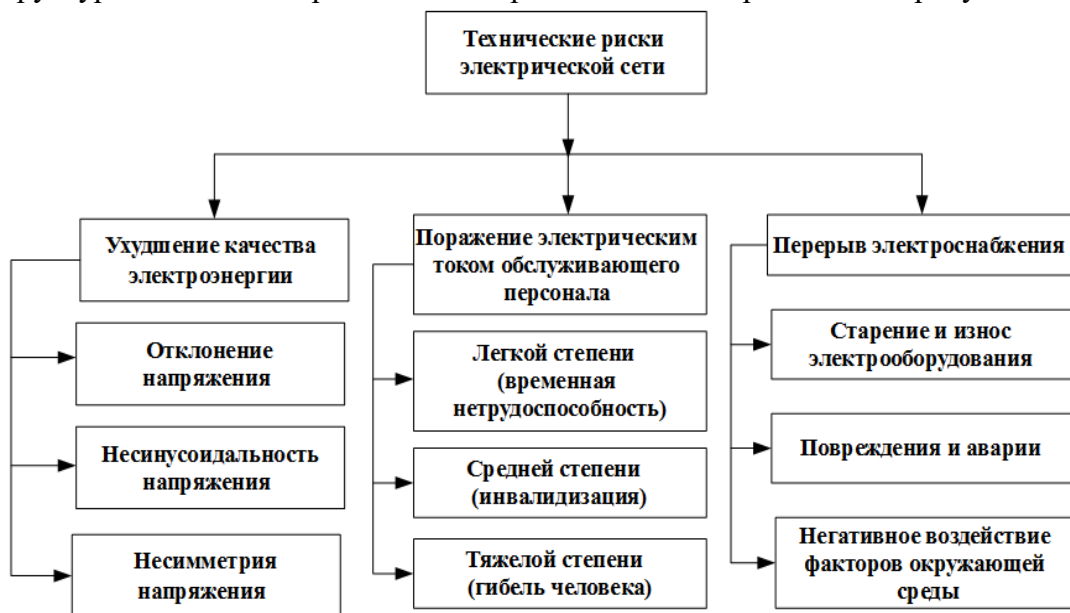 Технические риски
электрической сети
Ухудшение качества
электроэнергии
Отклонение
напряжения
Несинусоидальность
напряжения
Несимметрия
напряжения
Поражение электрическим
током обслуживающего
персонала
Легкой степени
(временная
нетрудоспособность)
Средней степени
(инвалидизация)
Тяжелой степени
(гибель человека)
Перерыв электроснабжения
Старение и износ
электрооборудования
Повреждения и аварии
Негативное воздействие
факторов окружающей
среды